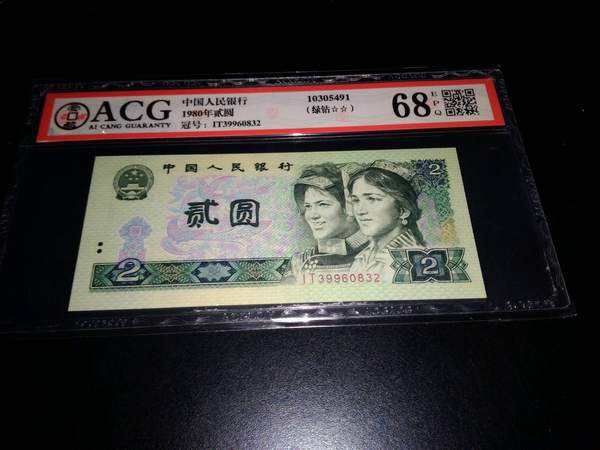 ACG
AI CANG GUARANTY
中国人民银行
1980年贰圆
冠号：IT39960832
10305491
（绿钻☆☆）
68
E
P
Q
中国人民银行
贰圆
2
2
2
IT39960832